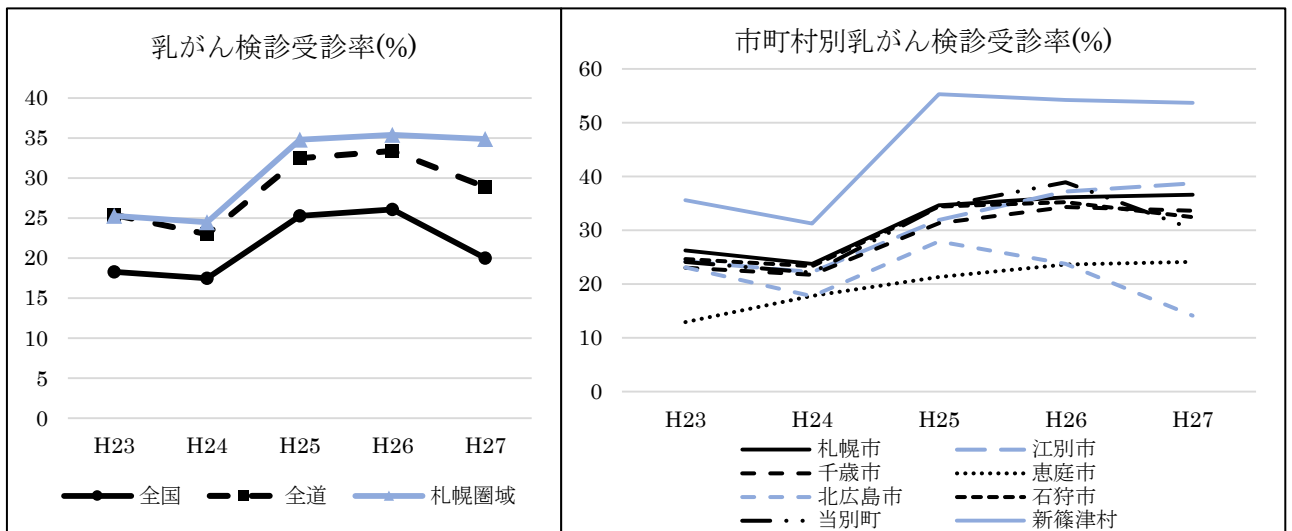 乳がん検診受診率(%)
40
35
30
25
20
15
10
5
0
H23 H24 H25 H26 H27
全国 全道 札幌圏域
市町村別乳がん検診受診率(%)
60
50
40
30
20
10
0
H23 H24 H25 H26 H27
札幌市 江別市
千歳市 恵庭市
北広島市 石狩市
当別町 新篠津村